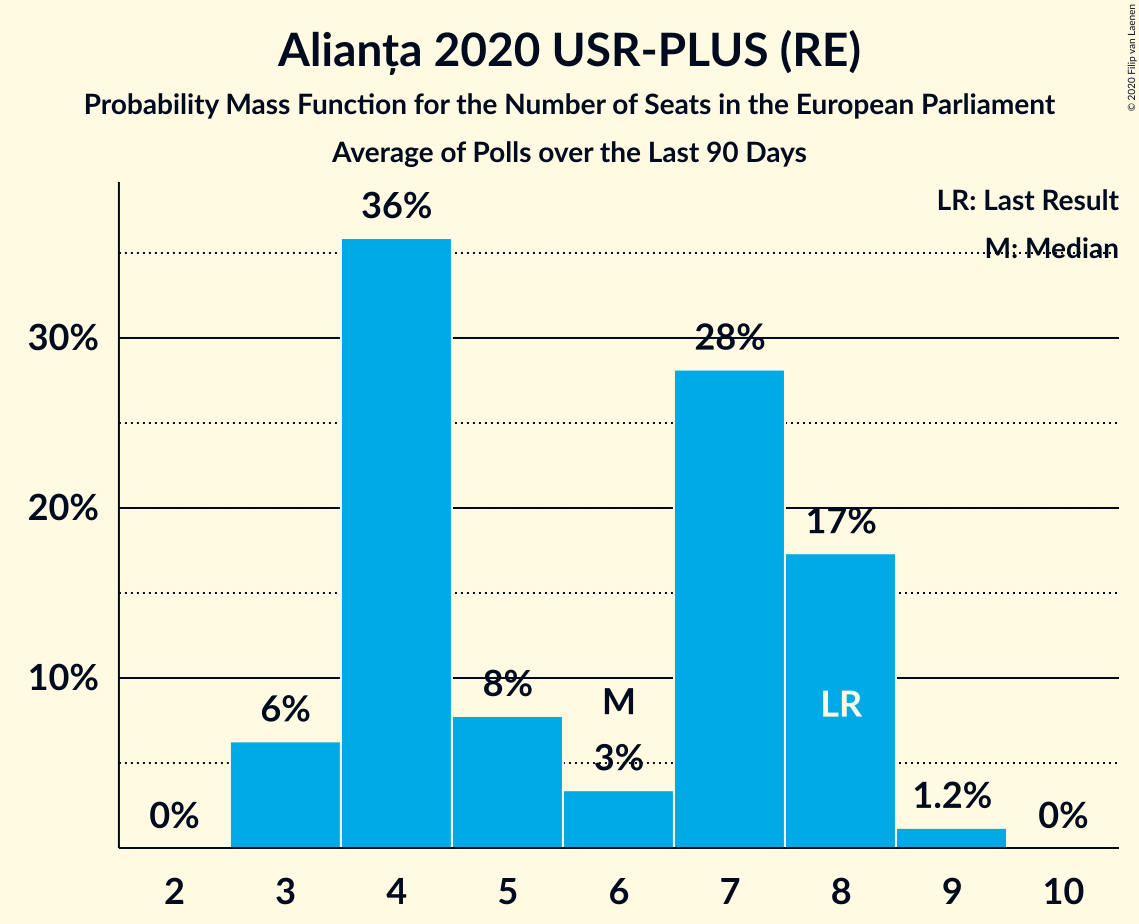 Alianța 2020 USR-PLUS (RE)
Probability Mass Function for the Number of Seats in the European Parliament
Average of Polls over the Last 90 Days
© 2020 Filip van Laenen
LR: Last Result
M: Median
30%
20%
10%
0%
6%
36%
8%
M
3%
28%
17%
LR
1.2%
0%
2 3 4 5 6 7 8 9 10